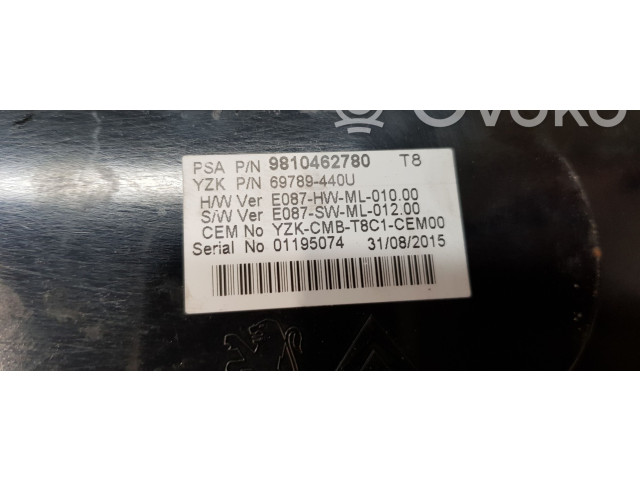 Ovoko
PSA P/N 9810462780 T8
YZK P/N 69789-440U
H/W Ver E087-HW-ML-010.00
S/W Ver E087-SW-ML-012.00
CEM No YZK-CMB-T8C1-CEM00
Serial No 01195074 31/08/2015